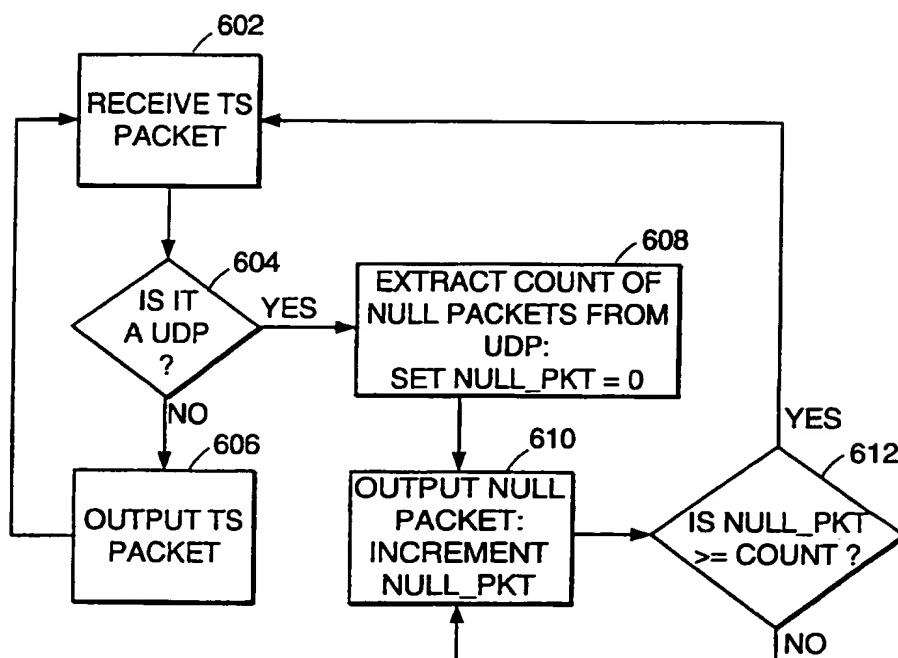 602
RECEIVE TS
PACKET
604
IS IT
A UDP
?
YES
NO
606
OUTPUT TS
PACKET
608
EXTRACT COUNT OF
NULL PACKETS FROM
UDP:
SET NULL_PKT = 0
610
OUTPUT NULL
PACKET:
INCREMENT
NULL_PKT
612
IS NULL_PKT
>= COUNT ?
YES
NO